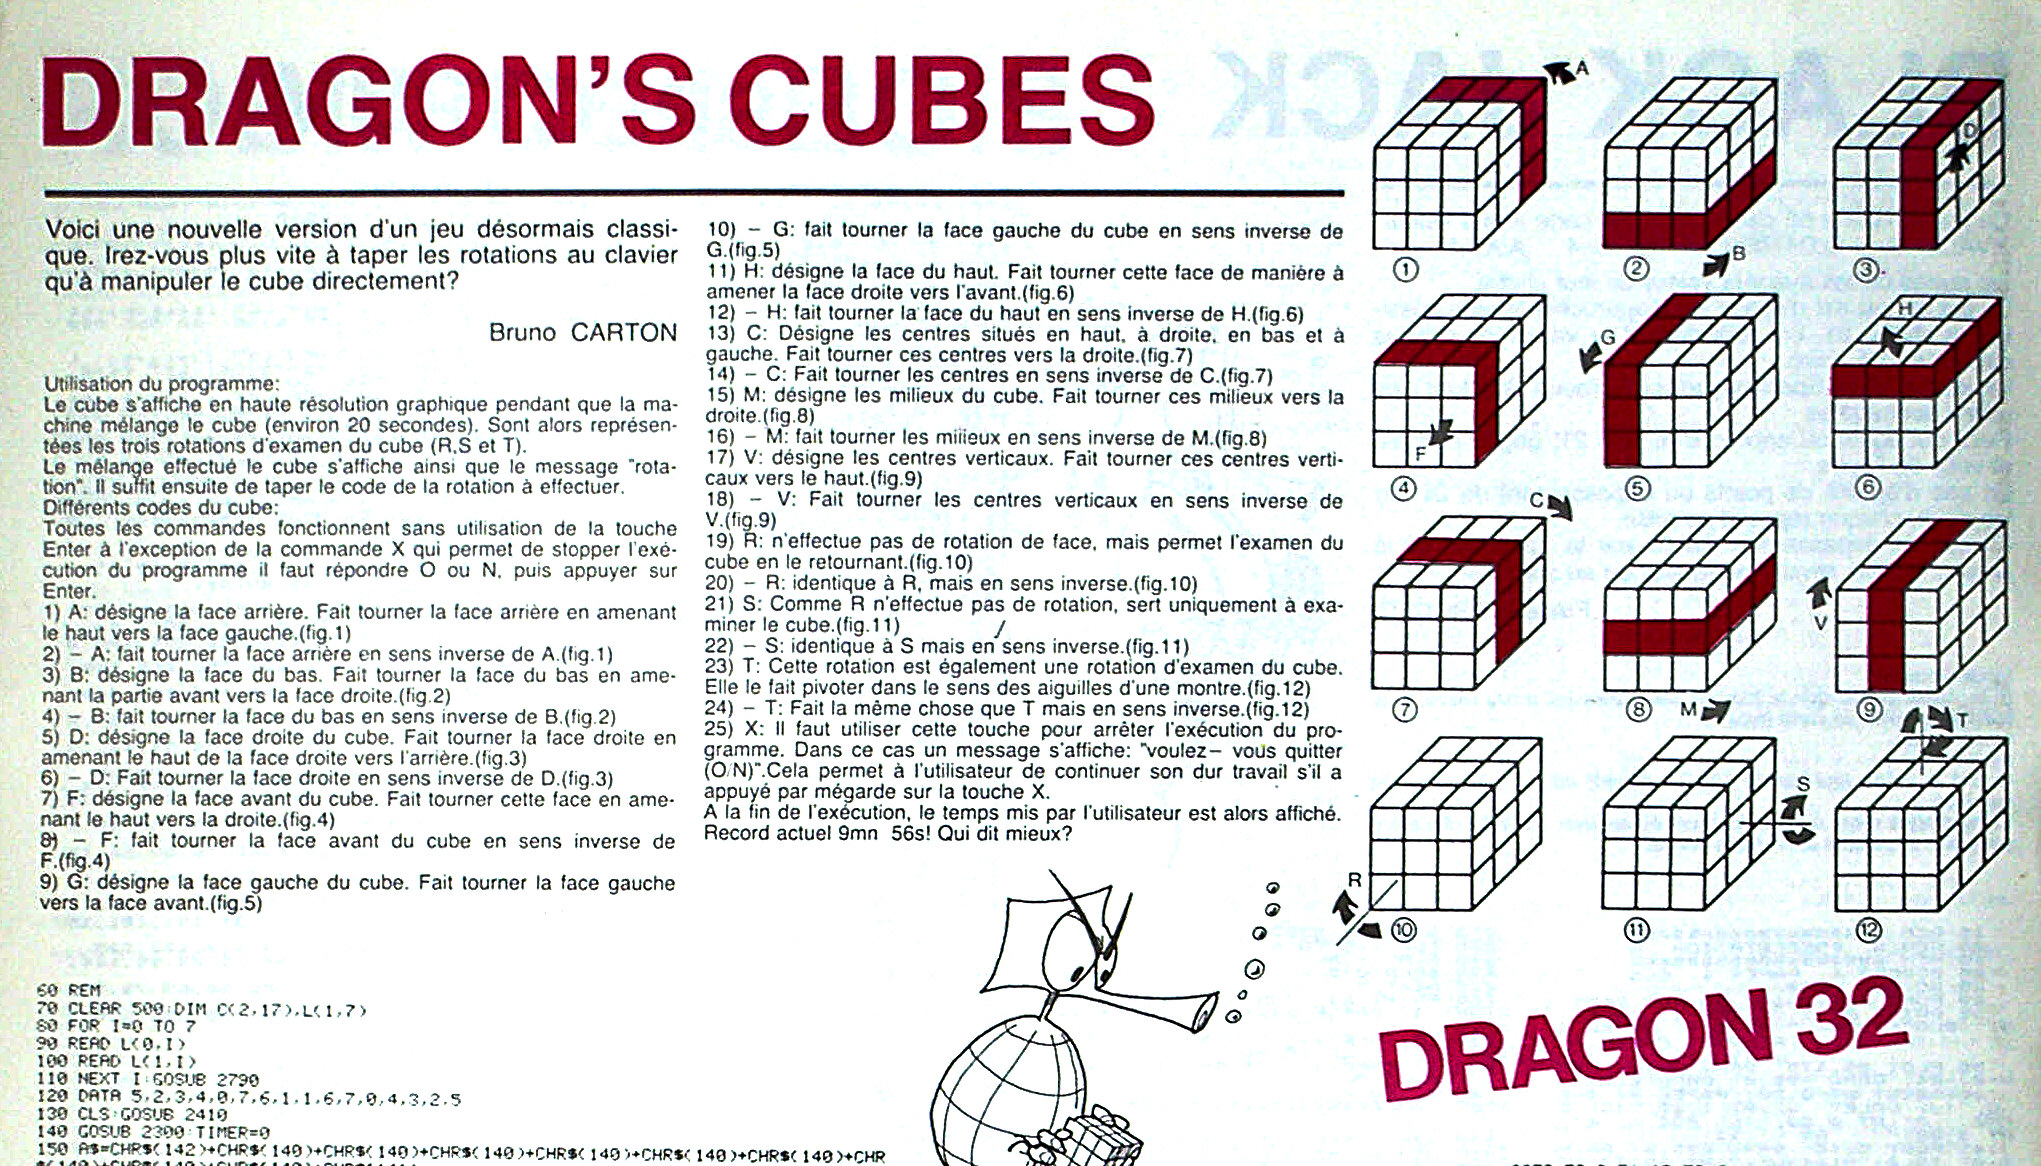 DRAGON'S CUBES
Voici une nouvelle version d'un jeu désormais classi-
que. Irez-vous plus vite à taper les rotations au clavier
qu'à manipuler le cube directement?
Bruno CARTON
Utilisation du programme:
Le cube s'affiche en haute résolution graphique pendant que la ma-
chine mélange le cube (environ 20 secondes). Sont alors représen-
tées les trois rotations d'examen du cube (R,S et T).
Le mélange effectué le cube s'affiche ainsi que le message "rota-
tion". Il suffit ensuite de taper le code de la rotation à effectuer.
Différents codes du cube:
Toutes les commandes fonctionnent sans utilisation de la touche
Enter à l'exception de la commande X qui permet de stopper l'exé-
cution du programme il faut répondre O ou N, puis appuyer sur
Enter.
1) A: désigne la face arrière. Fait tourner la face arrière en amenant
le haut vers la face gauche.(fig.1)
2) – A: fait tourner la face arrière en sens inverse de A.(fig.1)
3) B: désigne la face du bas. Fait tourner la face du bas en ame-
nant la partie avant vers la face droite.(fig.2)
4) – B: fait tourner la face du bas en sens inverse de B.(fig.2)
5) D: désigne la face droite du cube. Fait tourner la face droite en
amenant le haut de la face droite vers l'arrière.(fig.3)
6) – D: Fait tourner la face droite en sens inverse de D.(fig.3)
7) F: désigne la face avant du cube. Fait tourner cette face en ame-
nant le haut vers la droite.(fig.4)
8) – F: fait tourner la face avant du cube en sens inverse de
F.(fig.4)
9) G: désigne la face gauche du cube. Fait tourner la face gauche
vers la face avant.(fig.5)
10) – G: fait tourner la face gauche du cube en sens inverse de
G.(fig.5)
11) H: désigne la face du haut. Fait tourner cette face de manière à
amener la face droite vers l'avant.(fig.6)
12) – H: fait tourner la face du haut en sens inverse de H.(fig.6)
13) C: Désigne les centres situés en haut, à droite, en bas et à
gauche. Fait tourner ces centres vers la droite.(fig.7)
14) – C: Fait tourner les centres en sens inverse de C.(fig.7)
15) M: désigne les milieux du cube. Fait tourner ces milieux vers la
droite.(fig.8)
16) – M: fait tourner les milieux en sens inverse de M.(fig.8)
17) V: désigne les centres verticaux. Fait tourner ces centres verti-
caux vers le haut.(fig.9)
18) – V: Fait tourner les centres verticaux en sens inverse de
V.(fig.9)
19) R: n'effectue pas de rotation de face, mais permet l'examen du
cube en le retournant.(fig.10)
20) – R: identique à R, mais en sens inverse.(fig.10)
21) S: Comme R n'effectue pas de rotation, sert uniquement à exa-
miner le cube.(fig.11)
22) – S: identique à S mais en sens inverse.(fig.11)
23) T: Cette rotation est également une rotation d'examen du cube.
Elle le fait pivoter dans le sens des aiguilles d'une montre.(fig.12)
24) – T: Fait la même chose que T mais en sens inverse.(fig.12)
25) X: Il faut utiliser cette touche pour arrêter l'exécution du pro-
gramme. Dans ce cas un message s'affiche: "voulez– vous quitter
(O/N)".Cela permet à l'utilisateur de continuer son dur travail s'il a
appuyé par mégarde sur la touche X.
A la fin de l'exécution, le temps mis par l'utilisateur est alors affiché.
Record actuel 9mn 56s! Qui dit mieux?
A
1
B
2
D
3
F
4
G
5
H
6
C
7
M
8
V
9
R
10
S
11
T
12
DRAGON 32
60 REM
70 CLEAR 500:DIM C(2,17),L(1,7)
80 FOR I=0 TO 7
90 READ L(0,I)
100 READ L(1,I)
110 NEXT I:GOSUB 2790
120 DATA 5,2,3,4,0,7,6,1,1,6,7,0,4,3,2,5
130 CLS:GOSUB 2410
140 GOSUB 2300:TIMER=0
150 A$=CHR$(142)+CHR$(140)+CHR$(140)+CHR$(140)+CHR$(140)+CHR$(140)+CHR$(140)+CHR